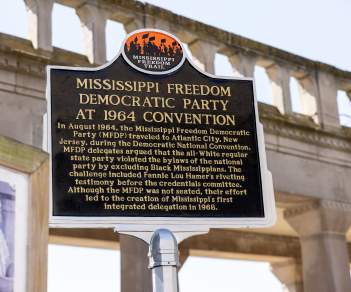 MISSISSIPPI
FREEDOM
TRAIL
MISSISSIPPI FREEDOM
DEMOCRATIC PARTY
AT 1964 CONVENTION
In August 1964, the Mississippi Freedom Democratic
Party (MFDP) traveled to Atlantic City, New
Jersey, during the Democratic National Convention.
MFDP delegates argued that the all-White regular
state party violated the bylaws of the national
party by excluding Black Mississippians. The
challenge included Fannie Lou Hamer's riveting
testimony before the credentials committee.
Although the MFDP was not seated, their effort
led to the creation of Mississippi's first
integrated delegation in 1968.